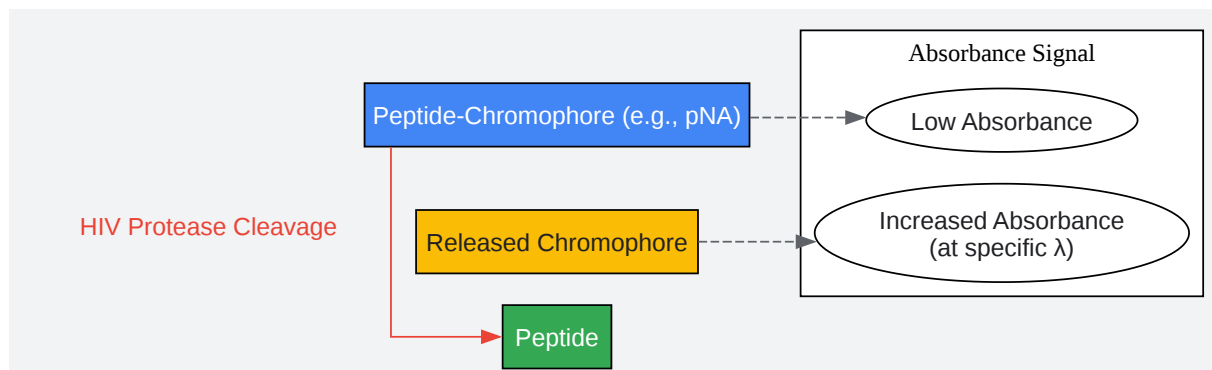 Absorbance Signal
Peptide-Chromophore (e.g., pNA)
Low Absorbance
HIV Protease Cleavage
Released Chromophore
Increased Absorbance
(at specific λ)
Peptide